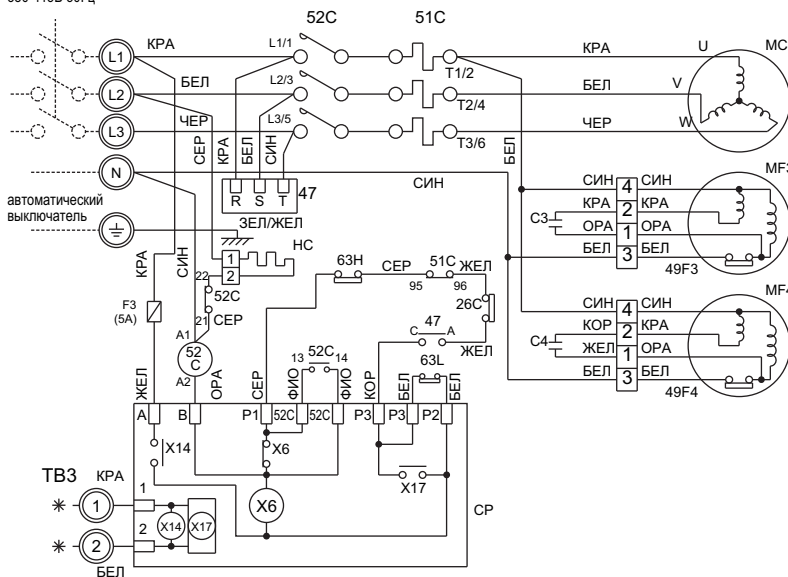 52C
51C
КРА
L1
L1/1
T1/2
КРА
U
MC
БЕЛ
L2
L2/3
T2/4
БЕЛ
V
ЧЕР
L3
L3/5
T3/6
ЧЕР
W
СЕР
КРА
БЕЛ
СИН
БЕЛ
N
R
S
T
47
СИН
автоматический
выключатель
ЗЕЛ/ЖЕЛ
СИН
4
СИН
КРА
2
КРА
C3
ОРА
1
ОРА
БЕЛ
3
БЕЛ
49F3
КРА
СИН
1
2
HC
22
52C
21
СЕР
63H
СЕР
51C
ЖЕЛ
95
96
26C
F3
(5A)
A1
52
C
A2
C
47
A
ЖЕЛ
MF4
СИН
4
СИН
КОР
2
КРА
C4
ЖЕЛ
1
ОРА
БЕЛ
3
БЕЛ
49F4
ЖЕЛ
ОРА
СЕР
ФИО
13
52C
14
ФИО
КОР
БЕЛ
63L
БЕЛ
A
B
P1
52C
52C
P3
P3
P2
X14
X6
X17
TB3
КРА
1
1
X14
X17
X6
CP
2
2
БЕЛ